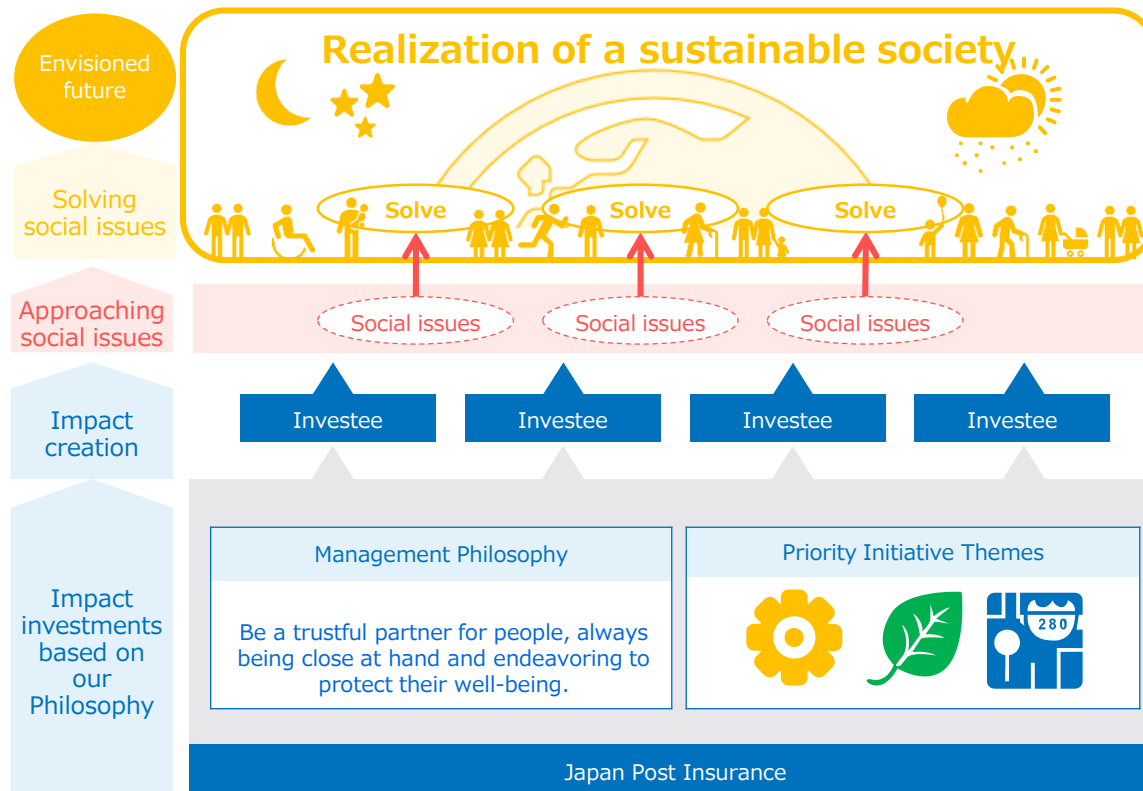 Envisioned
future
Realization of a sustainable society
Solving
social issues
Solve
Solve
Solve
Approaching
social issues
Social issues
Social issues
Social issues
Impact
creation
Investee
Investee
Investee
Investee
Impact
investments
based on
our
Philosophy
Management Philosophy
Be a trustful partner for people, always
being close at hand and endeavoring to
protect their well-being.
Priority Initiative Themes
280
Japan Post Insurance